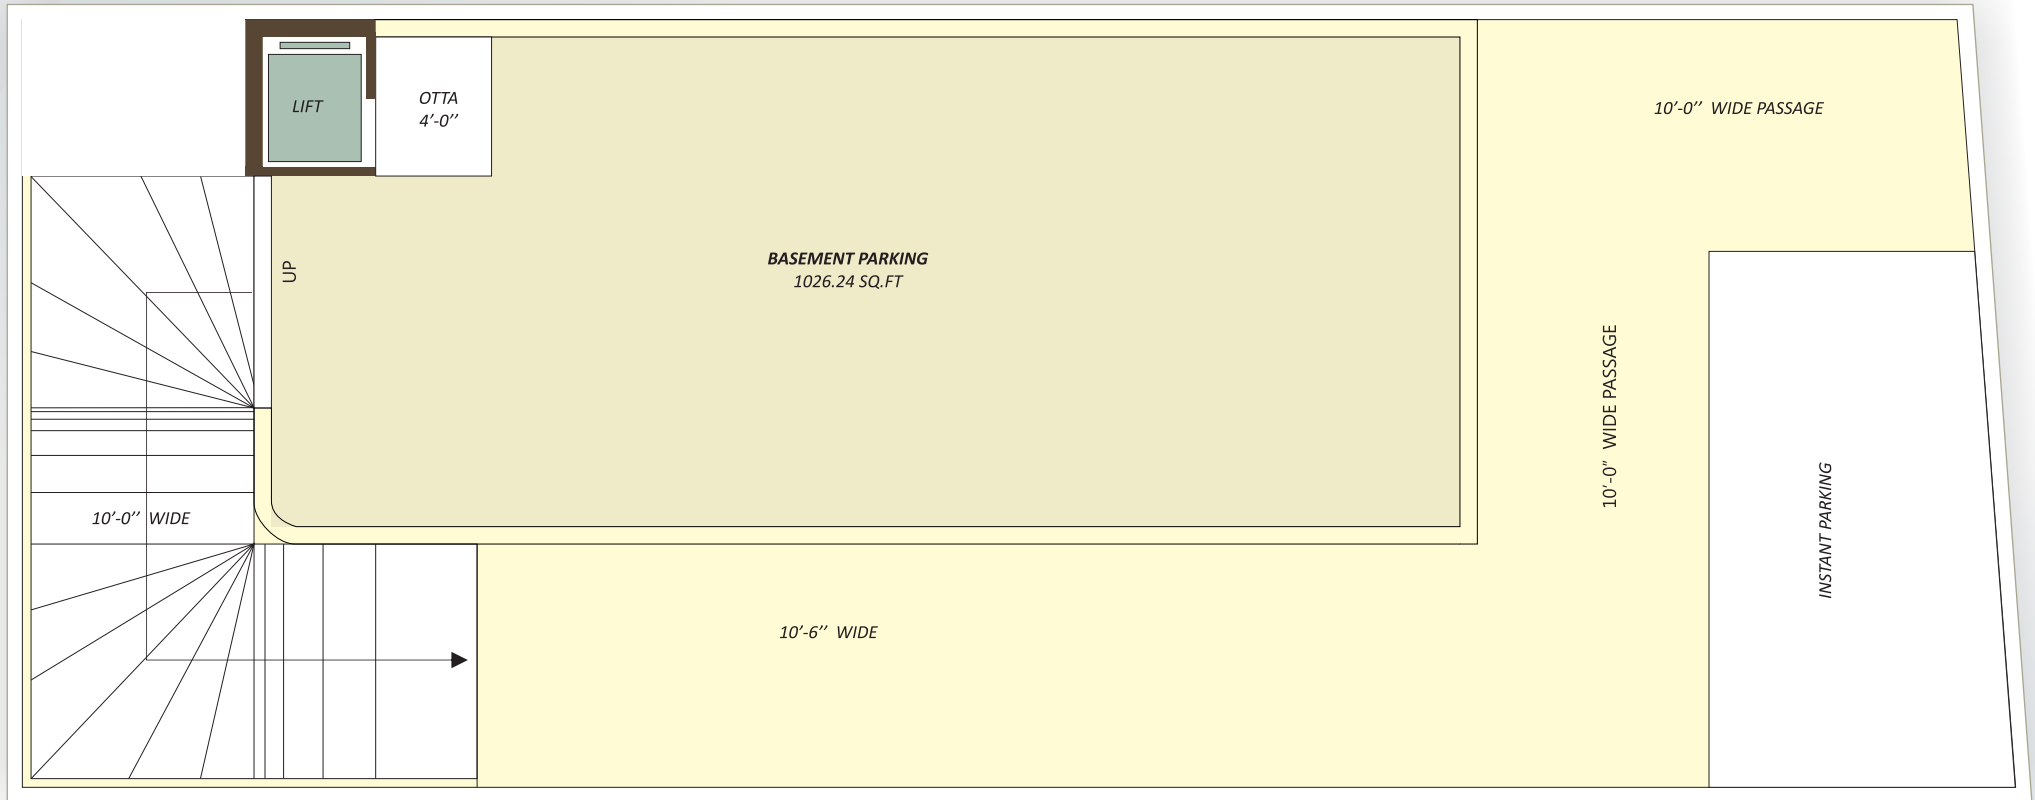 LIFT
OTTA
4’-0’’
10’-0’’ WIDE PASSAGE
UP
BASEMENT PARKING
1026.24 SQ.FT
10’-0’’ WIDE PASSAGE
INSTANT PARKING
10’-0’’ WIDE
10’-6’’ WIDE